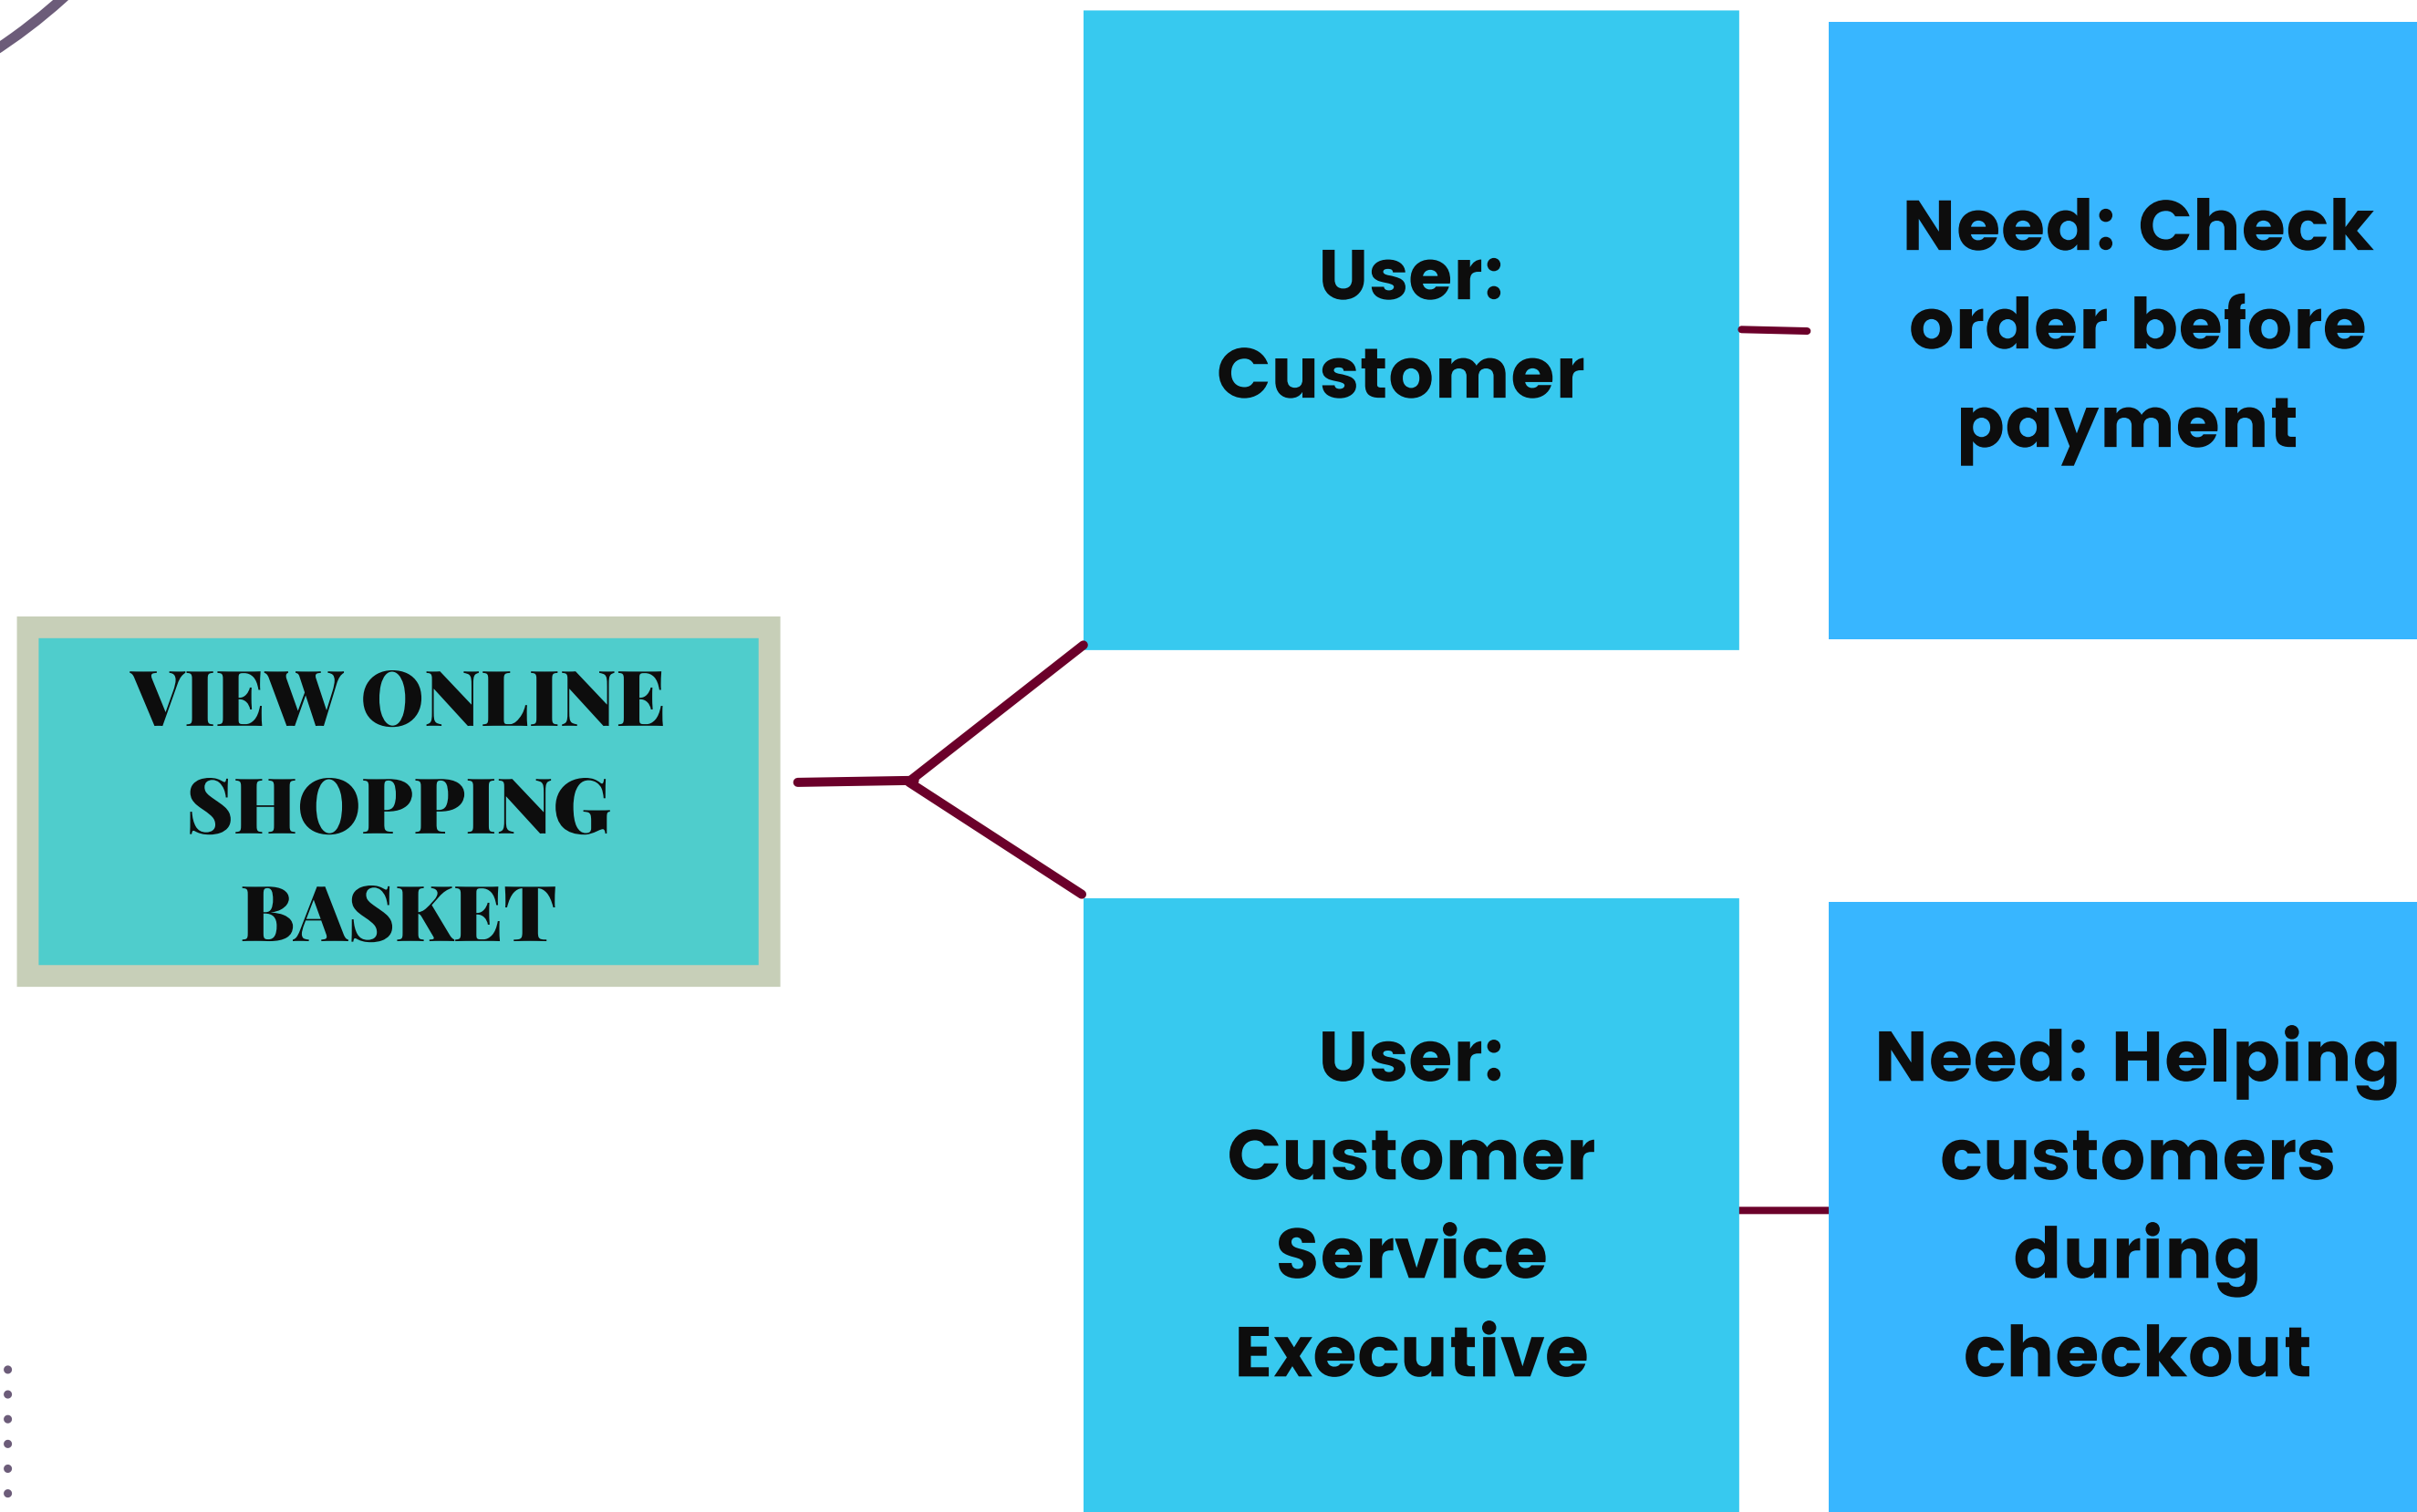 VIEW ONLINE
SHOPPING
BASKET
User:
Customer
Need: Check
order before
payment
User:
Customer
Service
Executive
Need: Helping
customers
during
checkout